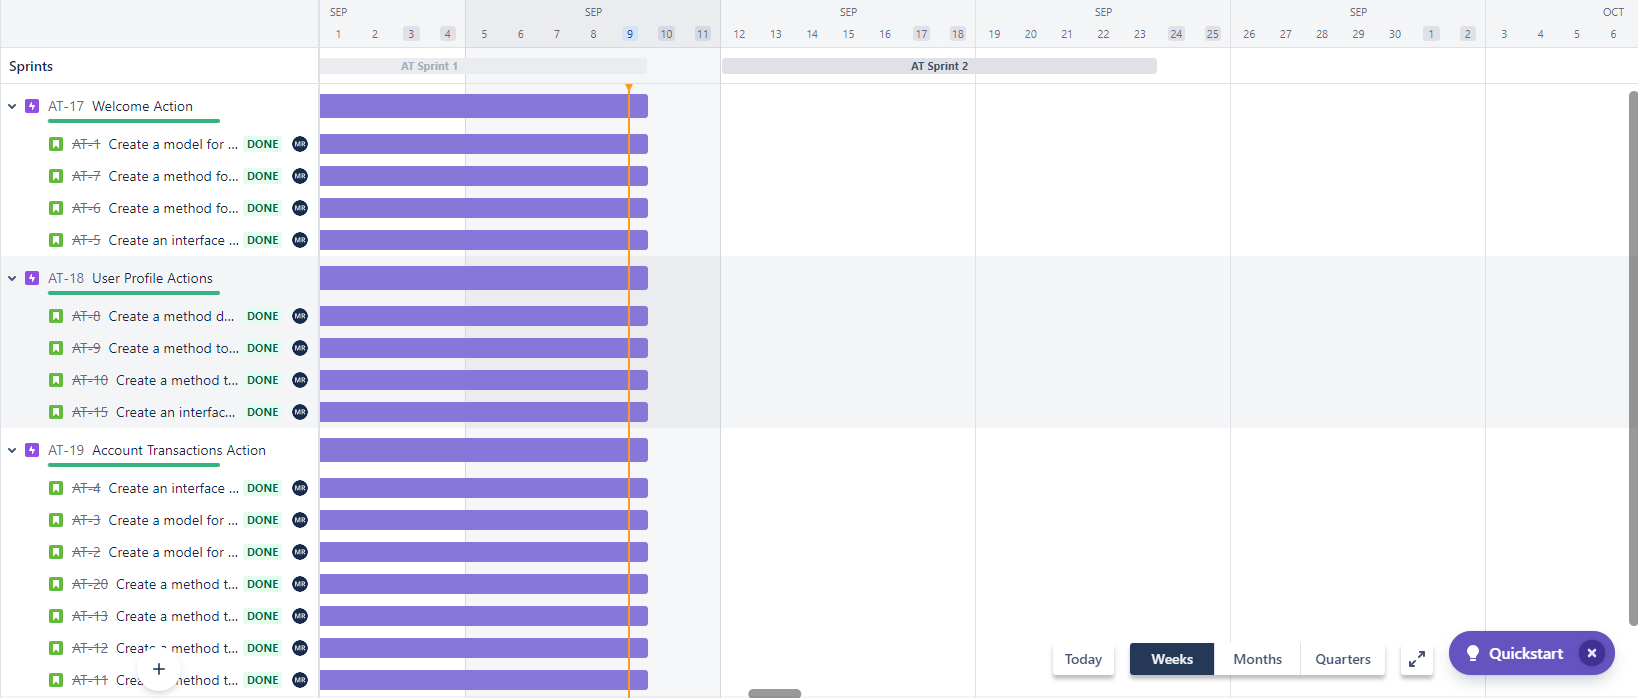 SEP SEP SEP SEP SEP OCT
1 2 3 4 5 6 7 8 9 10 11 12 13 14 15 16 17 18 19 20 21 22 23 24 25 26 27 28 29 30 1 2 3 4 5 6
Sprints AT Sprint 1 AT Sprint 2
AT-17 Welcome Action
AT-1 Create a model for ... DONE MR
AT-7 Create a method fo... DONE MR
AT-6 Create a method fo... DONE MR
AT-5 Create an interface ... DONE MR
AT-18 User Profile Actions
AT-8 Create a method d... DONE MR
AT-9 Create a method to... DONE MR
AT-10 Create a method t... DONE MR
AT-15 Create an interfac... DONE MR
AT-19 Account Transactions Action
AT-4 Create an interface ... DONE MR
AT-3 Create a model for ... DONE MR
AT-2 Create a model for ... DONE MR
AT-20 Create a method t... DONE MR
AT-13 Create a method t... DONE MR
AT-12 Create a method t... DONE MR
AT-11 t... DONE MR
+
Today Weeks Months Quarters Quickstart